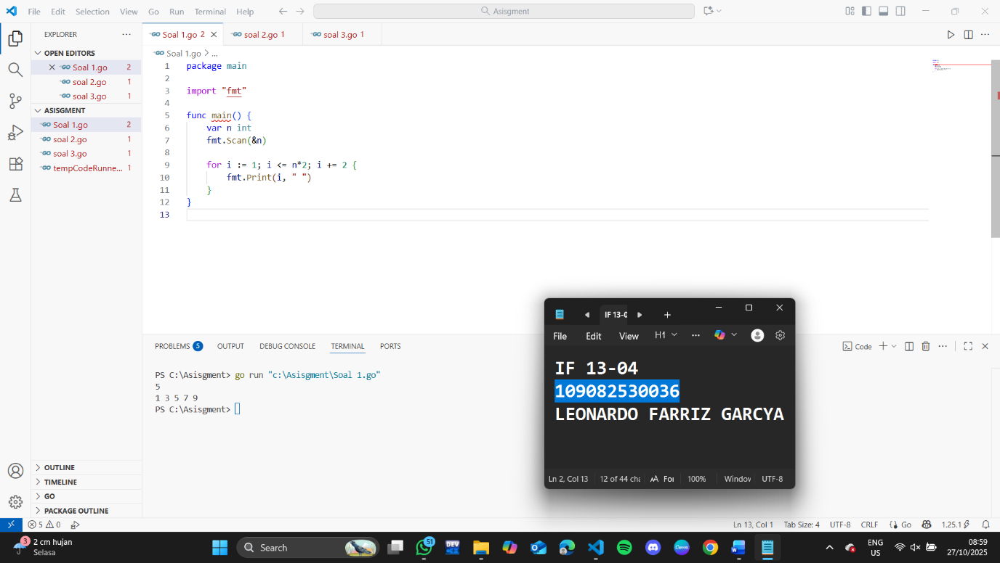 File Edit Selection View Go Run Terminal Help
Asisgment
EXPLORER
OPEN EDITORS
Soal 1.go 2
soal 2.go 1
soal 3.go 1
ASISGMENT
Soal 1.go 2
soal 2.go 1
soal 3.go 1
tempCodeRunne... 1
OUTLINE
TIMELINE
GO
PACKAGE OUTLINE
Soal 1.go 2
soal 2.go 1
soal 3.go 1
Soal 1.go > ...
1 package main
2
3 import "fmt"
4
5 func main() {
6 var n int
7 fmt.Scan(&n)
8
9 for i := 1; i <= n*2; i += 2 {
10 fmt.Print(i, " ")
11 }
12 }
13
PROBLEMS 5 OUTPUT DEBUG CONSOLE TERMINAL PORTS
Code
PS C:\Asisgment> go run "c:\Asisgment\Soal 1.go"
5
1 3 5 7 9
PS C:\Asisgment>
IF 13-0
File Edit View H1
IF 13-04
109082530036
LEONARDO FARRIZ GARCYA
Ln 2, Col 13 12 of 44 cha For 100% Window UTF-8
5 0
Ln 13, Col 1 Tab Size: 4 UTF-8 CRLF Go 1.25.1
3
2 cm hujan
Selasa
Search
51
DEV
Canva
ENG
US
08:59
27/10/2025